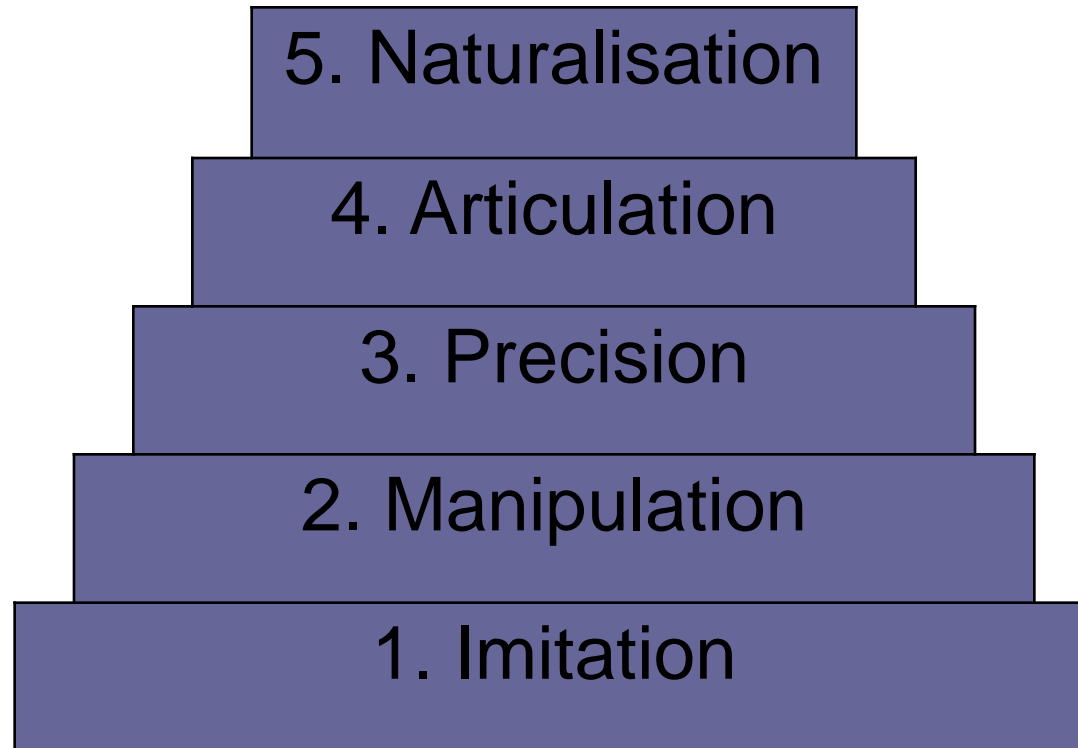 5. Naturalisation
4. Articulation
3. Precision
2. Manipulation
1. Imitation